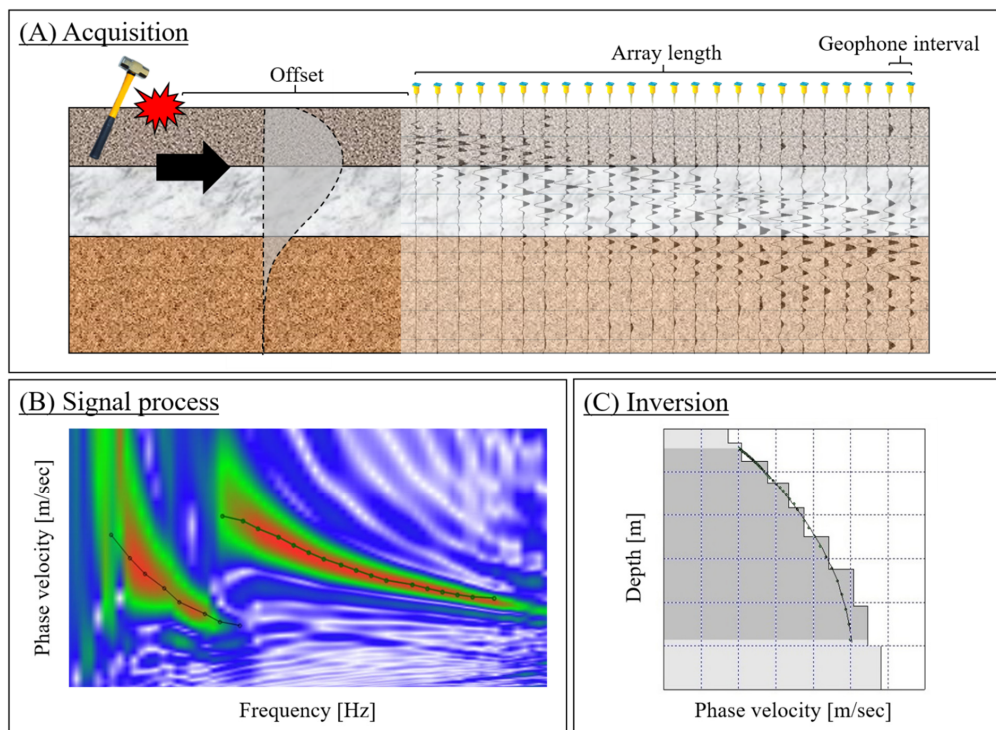 (A) Acquisition
Offset
Array length
Geophone interval
(B) Signal process
Phase velocity [m/sec]
Frequency [Hz]
(C) Inversion
Depth [m]
Phase velocity [m/sec]